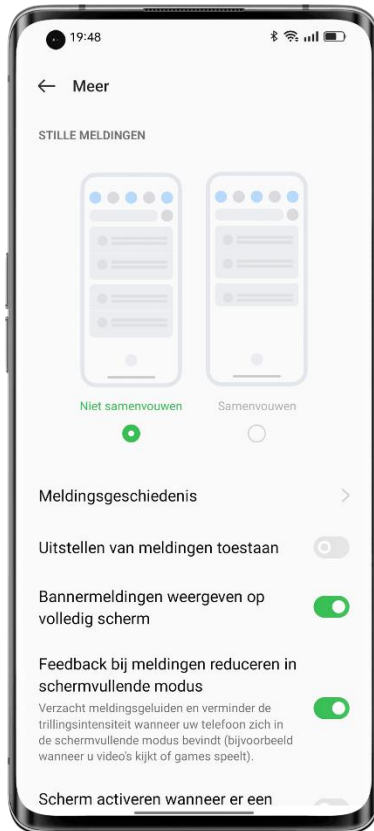 19:48
Meer
STILLE MELDINGEN
Niet samenvouwen
Samenvouwen
Meldingsgeschiedenis
Uitstellen van meldingen toestaan
Bannermeldingen weergeven op
volledig scherm
Feedback bij meldingen reduceren in
schermvullende modus
Verzacht meldingsgeluiden en verminder de
trillingsintensiteit wanneer uw telefoon zich in
de schermvullende modus bevindt (bijvoorbeeld
wanneer u video's kijkt of games speelt).
Scherm activeren wanneer er een